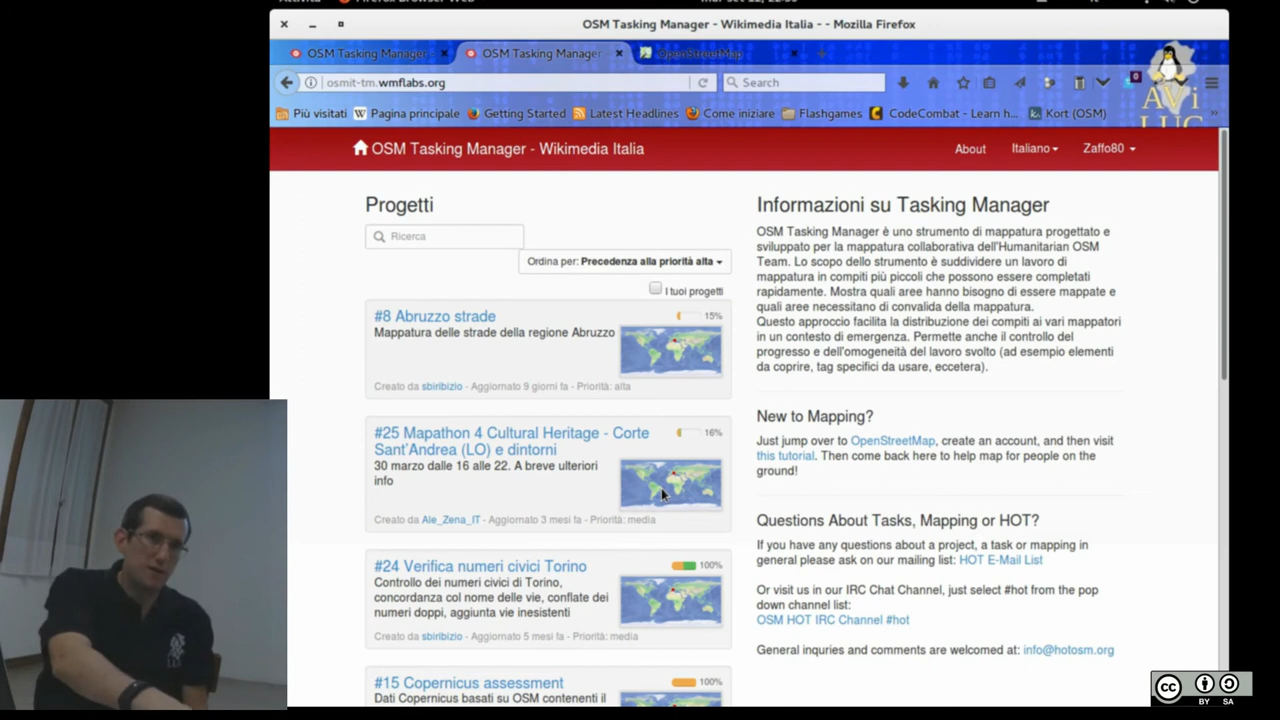 OSM Tasking Manager - Wikimedia Italia - - Mozilla Firefox
OSM Tasking Manager
OSM Tasking Manager
OpenStreetMap
osmit-tm.wmflabs.org
Search
Più visitati
Pagina principale
Getting Started
Latest Headlines
Come iniziare
Flashgames
CodeCombat - Learn h...
Kort (OSM)
AVi
LUG
OSM Tasking Manager - Wikimedia Italia
About
Italiano
Zaffo80
Progetti
Ricerca
Ordina per: Precedenza alla priorità alta
I tuoi progetti
#8 Abruzzo strade
15%
Mappatura delle strade della regione Abruzzo
Creato da sbiribizio - Aggiornato 9 giorni fa - Priorità: alta
#25 Mapathon 4 Cultural Heritage - Corte
Sant'Andrea (LO) e dintorni
16%
30 marzo dalle 16 alle 22. A breve ulteriori
info
Creato da Ale_Zena_IT - Aggiornato 3 mesi fa - Priorità: media
#24 Verifica numeri civici Torino
100%
Controllo dei numeri civici di Torino,
concordanza col nome delle vie, conflate dei
numeri doppi, aggiunta vie inesistenti
Creato da sbiribizio - Aggiornato 5 mesi fa - Priorità: media
#15 Copernicus assessment
100%
Dati Copernicus basati su OSM contenenti il
Informazioni su Tasking Manager
OSM Tasking Manager è uno strumento di mappatura progettato e
sviluppato per la mappatura collaborativa dell'Humanitarian OSM
Team. Lo scopo dello strumento è suddividere un lavoro di
mappatura in compiti più piccoli che possono essere completati
rapidamente. Mostra quali aree hanno bisogno di essere mappate e
quali aree necessitano di convalida della mappatura.
Questo approccio facilita la distribuzione dei compiti ai vari mappatori
in un contesto di emergenza. Permette anche il controllo del
progresso e dell'omogeneità del lavoro svolto (ad esempio elementi
da coprire, tag specifici da usare, eccetera).
New to Mapping?
Just jump over to OpenStreetMap, create an account, and then visit
this tutorial. Then come back here to help map for people on the
ground!
Questions About Tasks, Mapping or HOT?
If you have any questions about a project, a task or mapping in
general please ask on our mailing list: HOT E-Mail List
Or visit us in our IRC Chat Channel, just select #hot from the pop
down channel list:
OSM HOT IRC Channel #hot
General inquries and comments are welcomed at: info@hotosm.org
cc
BY SA